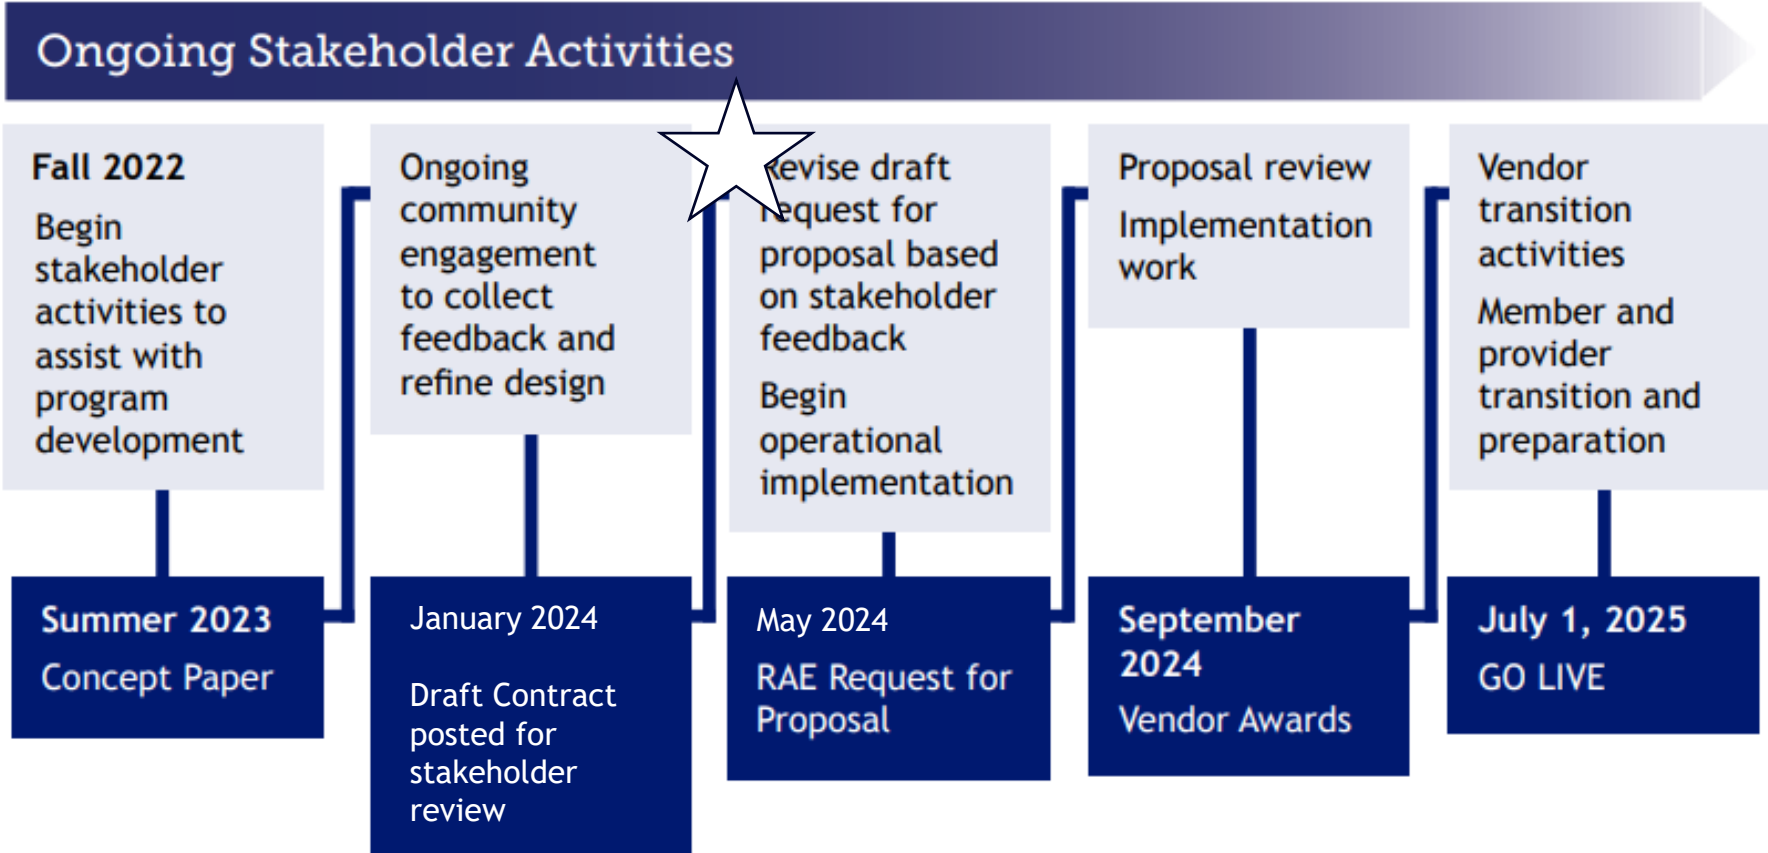 Ongoing Stakeholder Activities
Fall 2022
Begin
stakeholder
activities to
assist with
program
development
Summer 2023
Concept Paper
Ongoing
community
engagement
to collect
feedback and
refine design
January 2024
Draft Contract
posted for
stakeholder
review
Revise draft
request for
proposal based
on stakeholder
feedback
Begin
operational
implementation
May 2024
RAE Request for
Proposal
Proposal review
Implementation
work
September
2024
Vendor Awards
Vendor
transition
activities
Member and
provider
transition and
preparation
July 1, 2025
GO LIVE